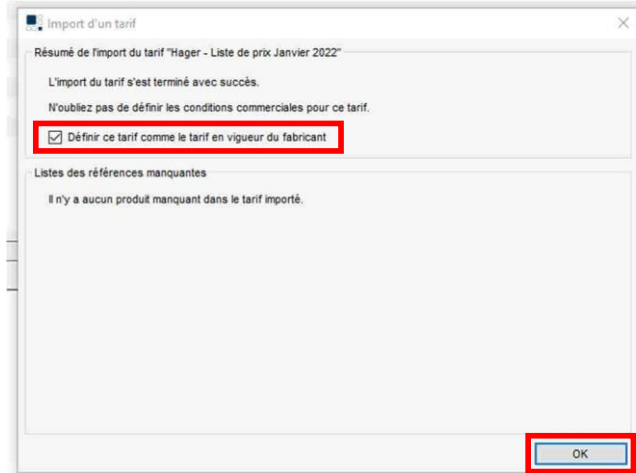 Import d'un tarif
Résumé de l'import du tarif "Hager - Liste de prix Janvier 2022"
L'import du tarif s'est terminé avec succès.
N'oubliez pas de définir les conditions commerciales pour ce tarif.
Définir ce tarif comme le tarif en vigueur du fabricant
Listes des références manquantes
Il n'y a aucun produit manquant dans le tarif importé.
OK